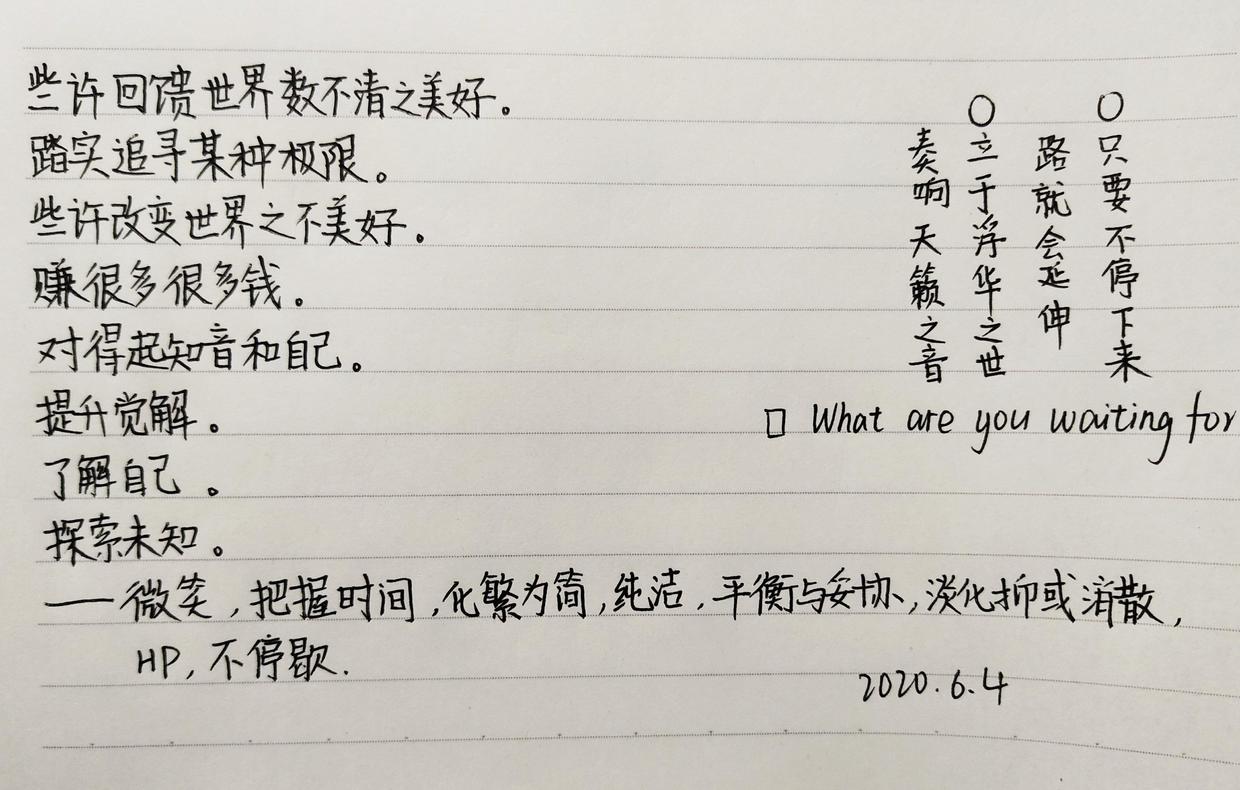 些许回馈世界数不清之美好。
踏实追寻某种极限。
些许改变世界之不美好。
赚很多很多钱。
对得起知音和自己。
提升觉解。
了解自己。
探索未知。
——微笑,把握时间,化繁为简,纯洁,平衡与妥协,淡化抑或消散,
HP,不停歇.
○只要不停下来
路就会延伸
○立于浮华之世
奏响天籁之音
□ What are you waiting for
2020.6.4